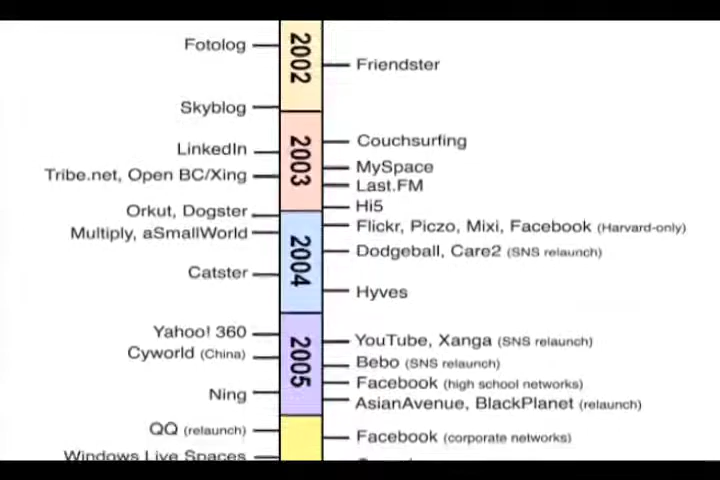 Fotolog
2002
Friendster
Skyblog
Couchsurfing
LinkedIn
2003
MySpace
Tribe.net, Open BC/Xing
Last.FM
Hi5
Orkut, Dogster
Flickr, Piczo, Mixi, Facebook (Harvard-only)
Multiply, aSmallWorld
Dodgeball, Care2 (SNS relaunch)
2004
Catster
Hyves
Yahoo! 360
YouTube, Xanga (SNS relaunch)
Cyworld (China)
2005
Bebo (SNS relaunch)
Facebook (high school networks)
Ning
AsianAvenue, BlackPlanet (relaunch)
QQ (relaunch)
Facebook (corporate networks)
Windows Live Spaces